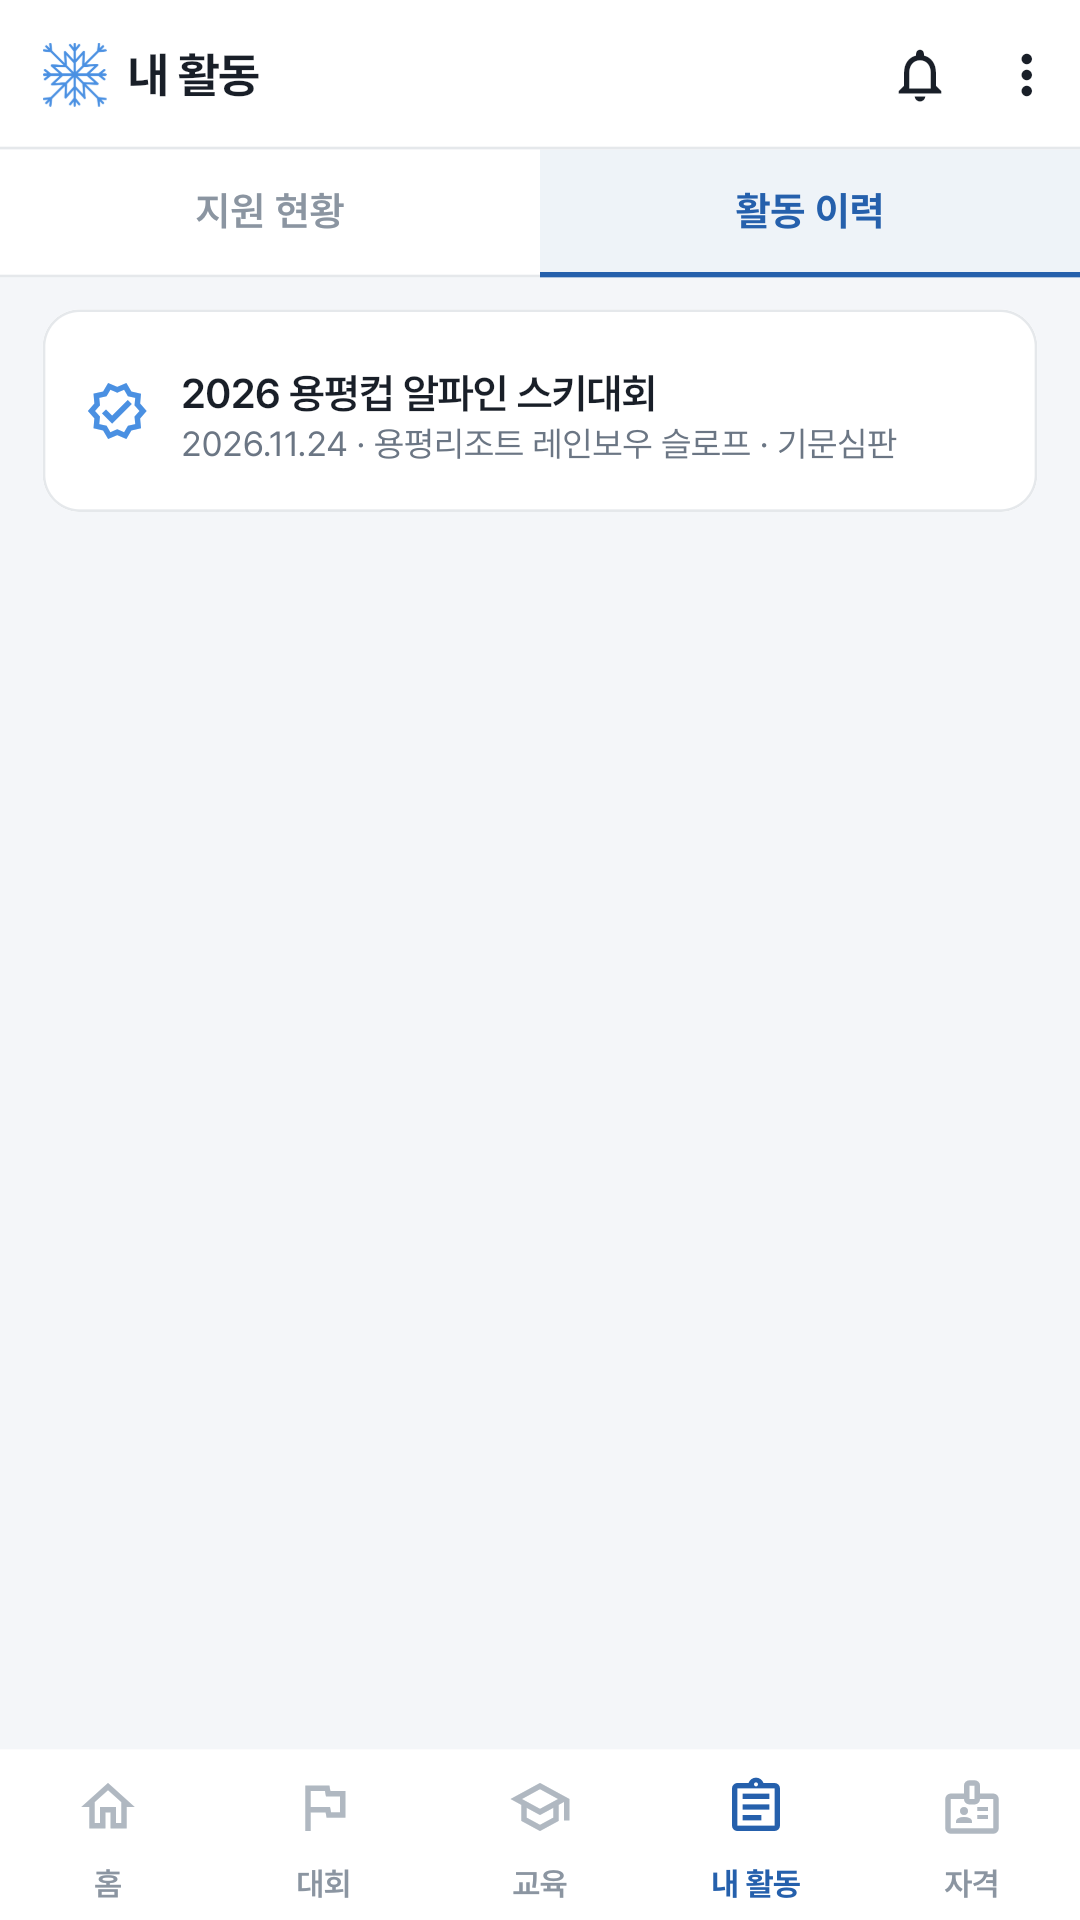 내 활동
지원 현황
활동 이력
2026 용평컵 알파인 스키대회
2026.11.24 · 용평리조트 레인보우 슬로프 · 기문심판
홈
대회
교육
내 활동
자격